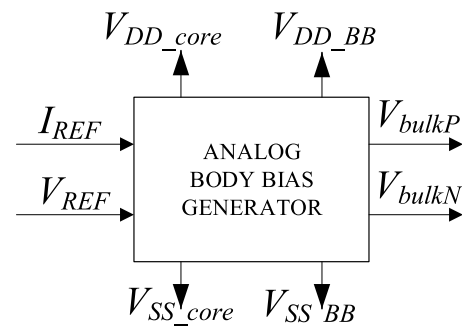 V_DD_core V_DD_BB
I_REF V_bulkP
ANALOG
BODY BIAS
GENERATOR
V_REF V_bulkN
V_SS_core V_SS_BB